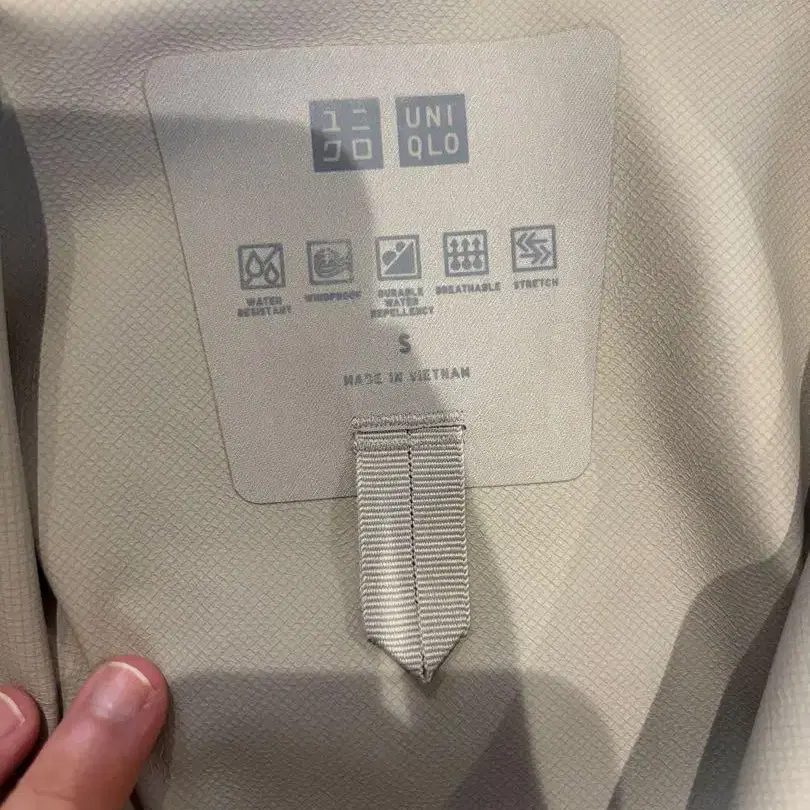 ユニ UNI
クロ QLO
WATER RESISTANT
WINDPROOF
DURABLE WATER REPELLENCY
BREATHABLE
STRETCH
S
MADE IN VIETNAM